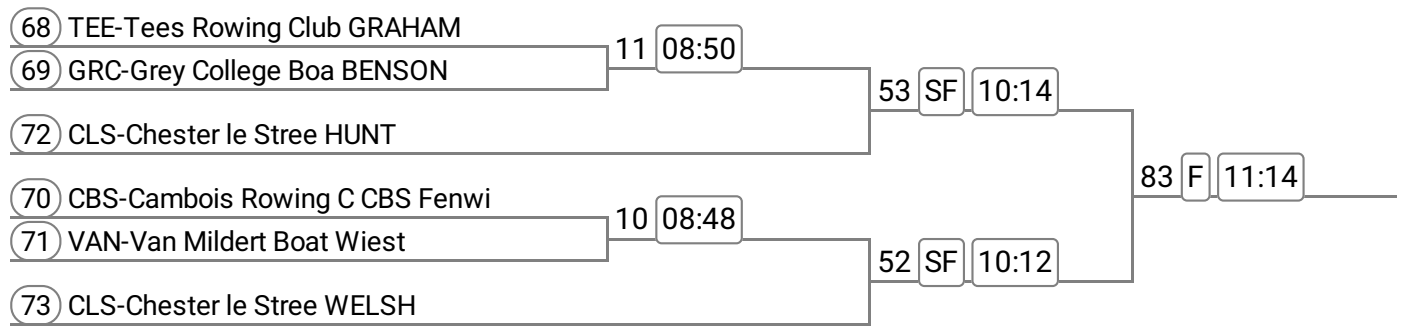 68 TEE-Tees Rowing Club GRAHAM
11 08:50
69 GRC-Grey College Boa BENSON
53 SF 10:14
72 CLS-Chester le Stree HUNT
83 F 11:14
70 CBS-Cambois Rowing C CBS Fenwi
10 08:48
71 VAN-Van Mildert Boat Wiest
52 SF 10:12
73 CLS-Chester le Stree WELSH